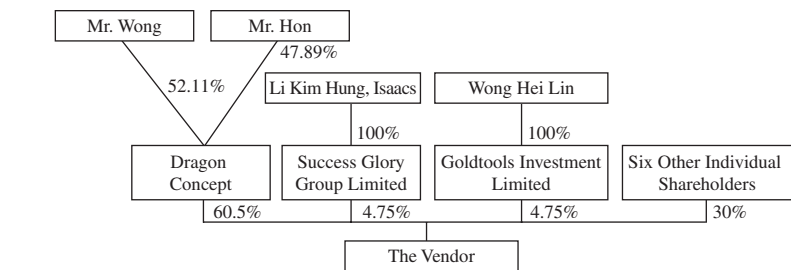 Mr. Wong
Mr. Hon
47.89%
52.11%
Li Kim Hung, Isaacs
Wong Hei Lin
100%
100%
Dragon
Concept
Success Glory
Group Limited
Goldtools Investment
Limited
Six Other Individual
Shareholders
60.5%
4.75%
4.75%
30%
The Vendor